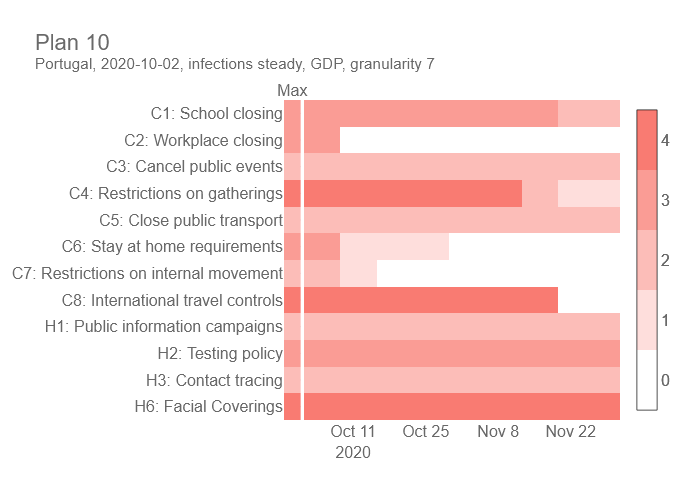 Plan 10
Portugal, 2020-10-02, infections steady, GDP, granularity 7
Max
C1: School closing
C2: Workplace closing
C3: Cancel public events
C4: Restrictions on gatherings
C5: Close public transport
C6: Stay at home requirements
C7: Restrictions on internal movement
C8: International travel controls
H1: Public information campaigns
H2: Testing policy
H3: Contact tracing
H6: Facial Coverings
Oct 11 Oct 25 Nov 8 Nov 22
2020
4
3
2
1
0